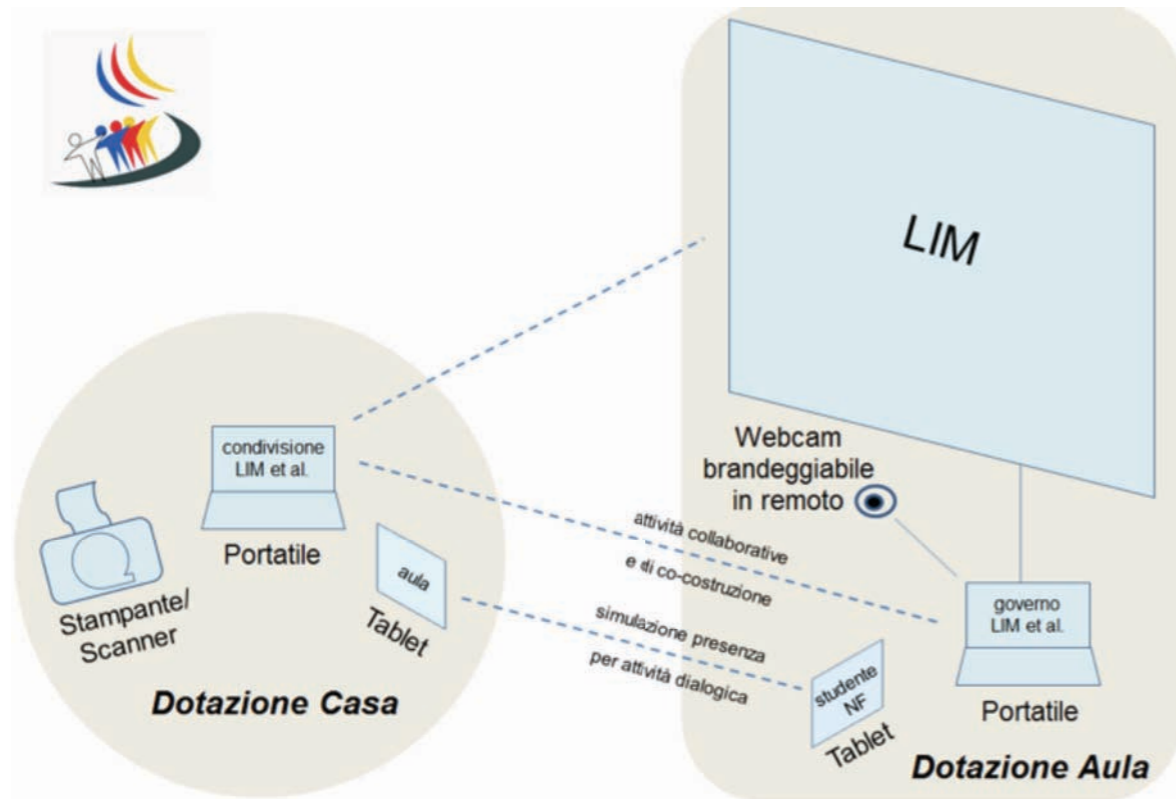 LIM
Webcam
brandeggiabile
in remoto
condivisione
LIM et al.
Portatile
aula
Tablet
Stampante/
Scanner
Dotazione Casa
attività collaborative
e di co-costruzione
simulazione presenza
per attività dialogica
governo
LIM et al.
Portatile
studente
NF
Tablet
Dotazione Aula